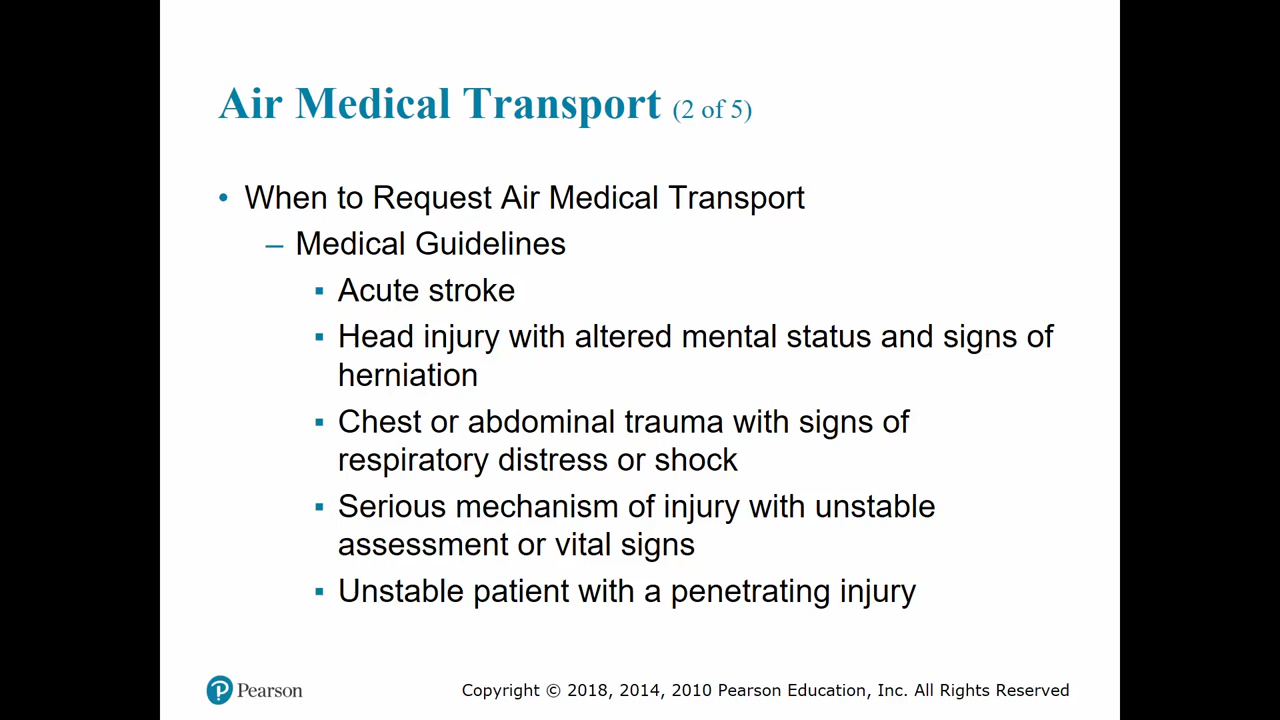 Air Medical Transport (2 of 5)
• When to Request Air Medical Transport
– Medical Guidelines
▪ Acute stroke
▪ Head injury with altered mental status and signs of
herniation
▪ Chest or abdominal trauma with signs of
respiratory distress or shock
▪ Serious mechanism of injury with unstable
assessment or vital signs
▪ Unstable patient with a penetrating injury
P Pearson
Copyright © 2018, 2014, 2010 Pearson Education, Inc. All Rights Reserved